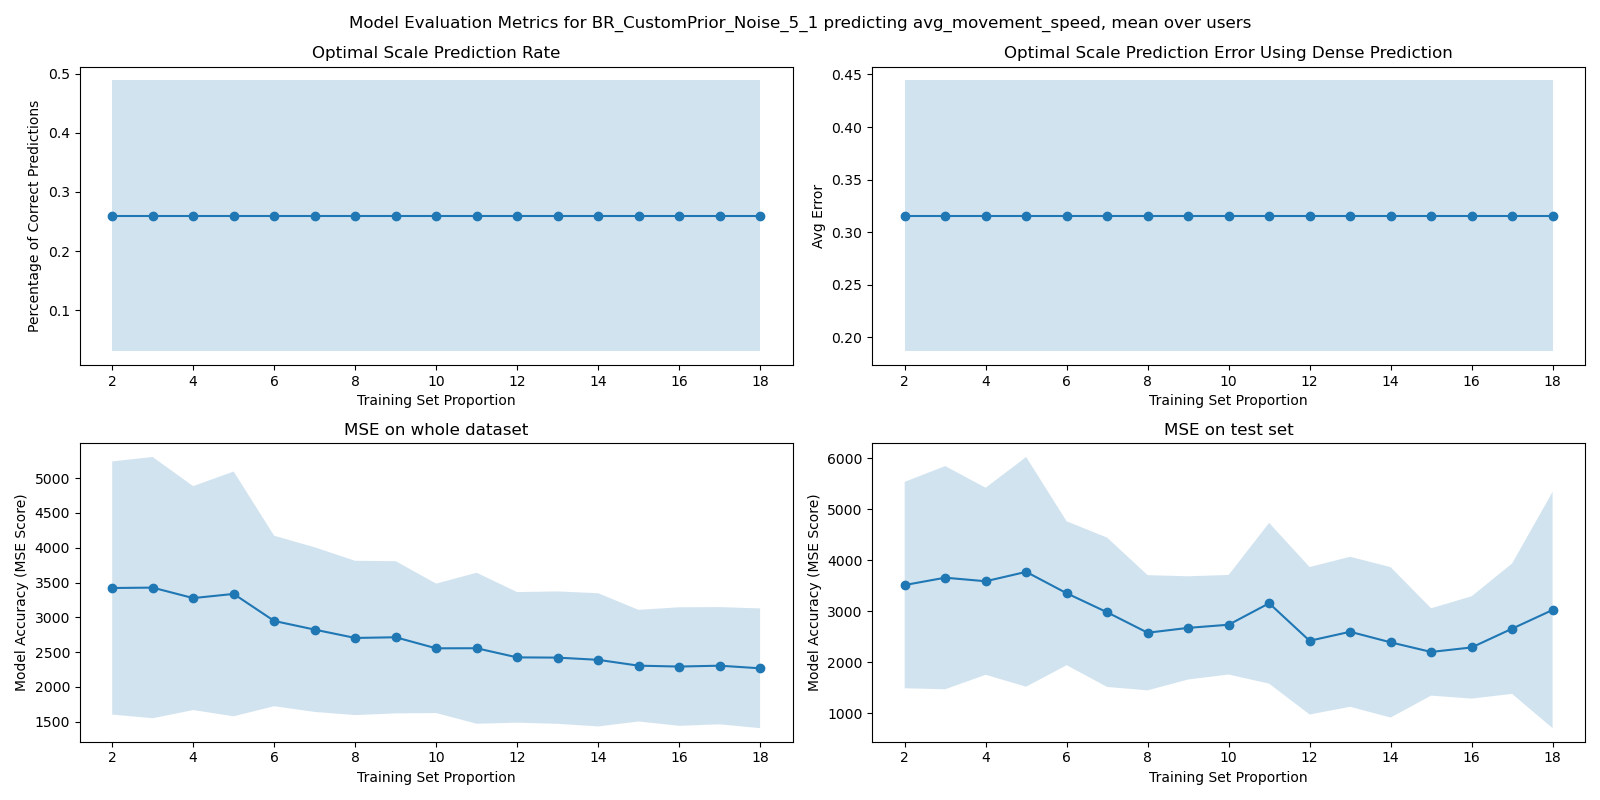 Model Evaluation Metrics for BR_CustomPrior_Noise_5_1 predicting avg_movement_speed, mean over users
Optimal Scale Prediction Rate
Percentage of Correct Predictions
0.5
0.4
0.3
0.2
0.1
2 4 6 8 10 12 14 16 18
Training Set Proportion
Optimal Scale Prediction Error Using Dense Prediction
Avg Error
0.45
0.40
0.35
0.30
0.25
0.20
2 4 6 8 10 12 14 16 18
Training Set Proportion
MSE on whole dataset
Model Accuracy (MSE Score)
5000
4500
4000
3500
3000
2500
2000
1500
2 4 6 8 10 12 14 16 18
Training Set Proportion
MSE on test set
Model Accuracy (MSE Score)
6000
5000
4000
3000
2000
1000
2 4 6 8 10 12 14 16 18
Training Set Proportion